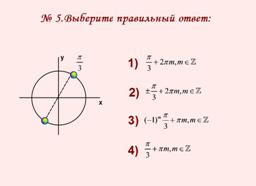 № 5. Выберите правильный ответ:
y
π/3
x
1) π/3 + 2πm, m ∈ ℤ
2) ±π/3 + 2πm, m ∈ ℤ
3) (−1)ᵐ π/3 + πm, m ∈ ℤ
4) π/3 + πm, m ∈ ℤ